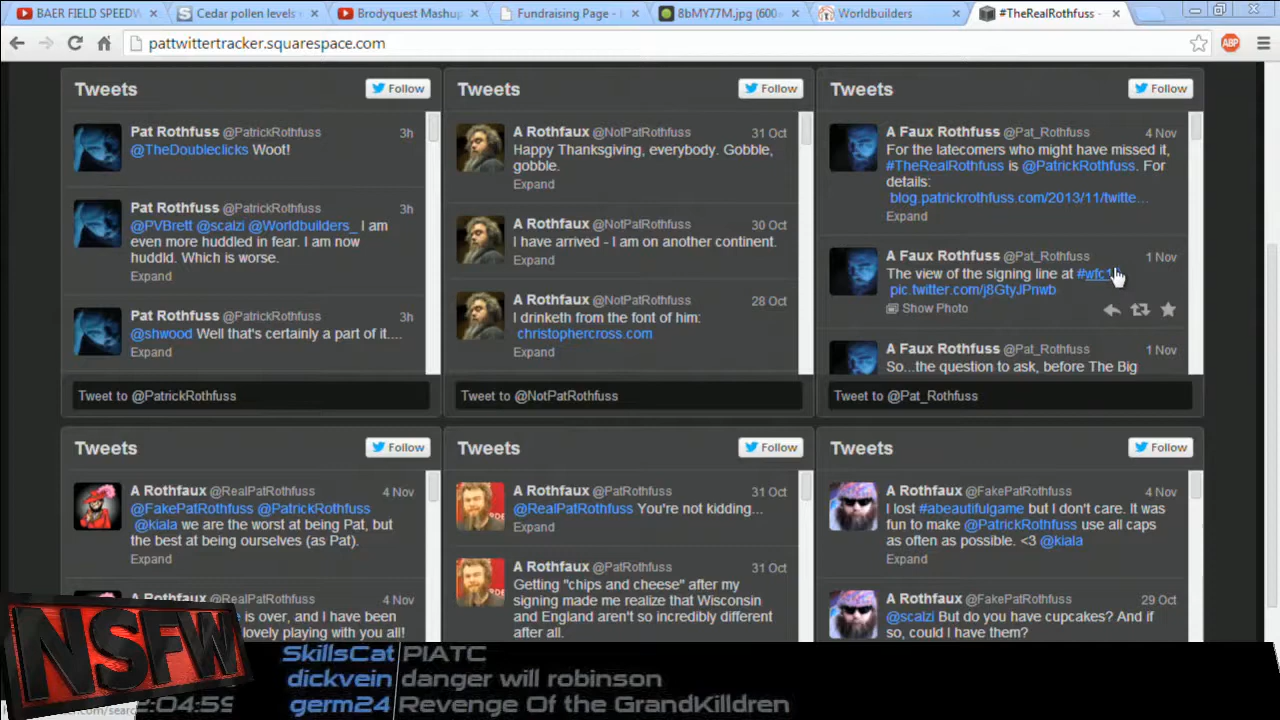 BAER FIELD SPEEDW
Cedar pollen levels
Brodyquest Mashup
Fundraising Page -
8bMY77M.jpg (600
Worldbuilders
#TheRealRothfuss -
pattwittertracker.squarespace.com
ABP
Tweets
Follow
Pat Rothfuss @PatrickRothfuss 3h
@TheDoubleclicks Woot!
Pat Rothfuss @PatrickRothfuss 3h
@PVBrett @scalzi @Worldbuilders_ I am
even more huddled in fear. I am now
huddld. Which is worse.
Expand
Pat Rothfuss @PatrickRothfuss 3h
@shwood Well that's certainly a part of it....
Expand
Tweet to @PatrickRothfuss
Tweets
Follow
A Rothfaux @NotPatRothfuss 31 Oct
Happy Thanksgiving, everybody. Gobble,
gobble.
Expand
A Rothfaux @NotPatRothfuss 30 Oct
I have arrived - I am on another continent.
Expand
A Rothfaux @NotPatRothfuss 28 Oct
I drinketh from the font of him:
christophercross.com
Expand
Tweet to @NotPatRothfuss
Tweets
Follow
A Faux Rothfuss @Pat_Rothfuss 4 Nov
For the latecomers who might have missed it,
#TheRealRothfuss is @PatrickRothfuss. For
details:
blog.patrickrothfuss.com/2013/11/twitte...
Expand
A Faux Rothfuss @Pat_Rothfuss 1 Nov
The view of the signing line at
pic.twitter.com/j8GtyJPnwb
Show Photo
A Faux Rothfuss @Pat_Rothfuss 1 Nov
So...the question to ask, before The Big
Tweet to @Pat_Rothfuss
Tweets
Follow
A Rothfaux @RealPatRothfuss 4 Nov
@FakePatRothfuss @PatrickRothfuss
@kiala we are the worst at being Pat, but
the best at being ourselves (as Pat).
Expand
A Rothfaux @RealPatRothfuss 4 Nov
is over, and I have been
lovely playing with you all!
Tweets
Follow
A Rothfaux @PatRothfuss 31 Oct
@RealPatRothfuss You're not kidding...
Expand
A Rothfaux @PatRothfuss 31 Oct
Getting "chips and cheese" after my
signing made me realize that Wisconsin
and England aren't so incredibly different
after all.
Tweets
Follow
A Rothfaux @FakePatRothfuss 4 Nov
I lost #abeautifulgame but I don't care. It was
fun to make @PatrickRothfuss use all caps
as often as possible. <3 @kiala
Expand
A Rothfaux @FakePatRothfuss 29 Oct
@scalzi But do you have cupcakes? And if
so, could I have them?
NSFW
SkillsCat PIATC
dickvein danger will robinson
germ24 Revenge Of the GrandKilldren
:04:59